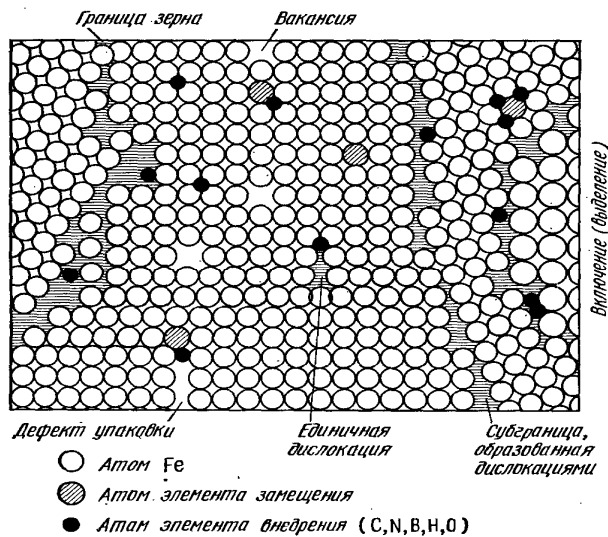 Граница зерна
Вакансия
Включение (выделение)
Дефект упаковки
Единичная
дислокация
Субграница,
образованная
дислокациями
Атом Fe
Атом элемента замещения
Атам элемента внедрения (C,N,B,H,O)